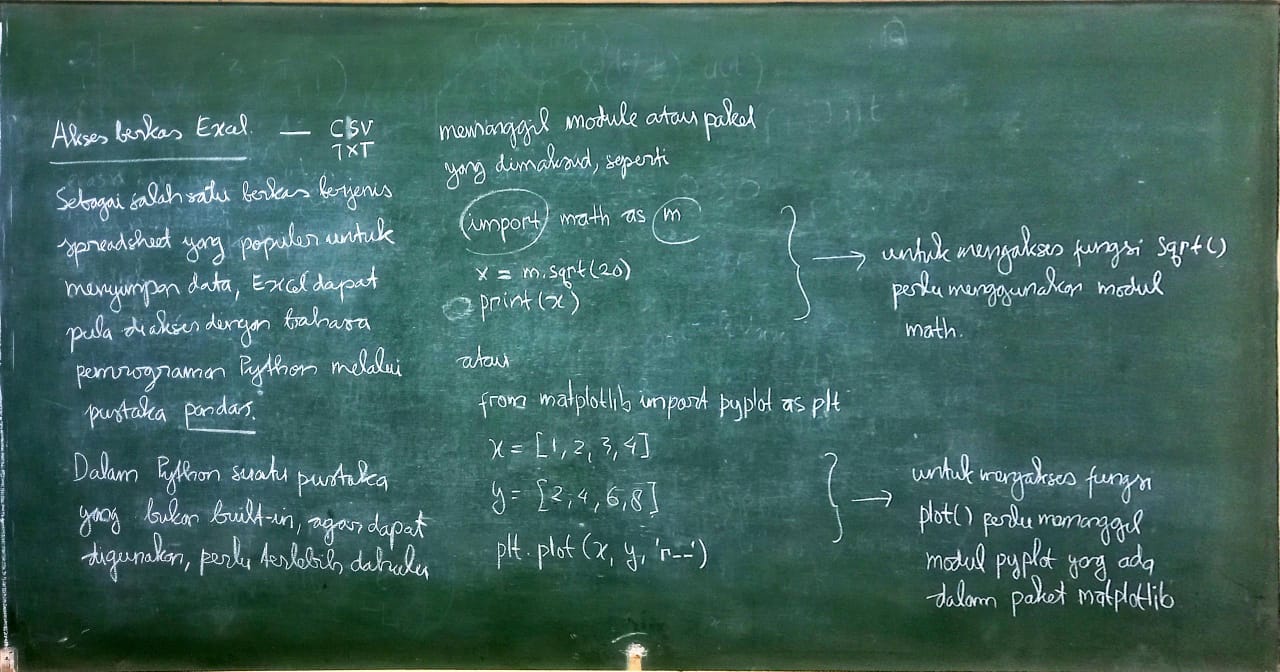 Akses berkas Excel. — CSV
TXT
Sebagai salah satu berkas berjenis
spreadsheet yang populer untuk
menyimpan data, Excel dapat
pula diakses dengan bahasa
pemrograman Python melalui
pustaka pandas.
Dalam Python suatu pustaka
yang bukan built-in, agar dapat
digunakan, perlu terlebih dahulu
memanggil module atau paket
yang dimaksud, seperti
import math as m
x = m.sqrt(20)
print(x)
atau
from matplotlib import pyplot as plt
x = [1, 2, 3, 4]
y = [2, 4, 6, 8]
plt.plot(x, y, 'r--')
→ untuk mengakses fungsi sqrt()
perlu menggunakan modul
math.
→ untuk mengakses fungsi
plot() perlu memanggil
modul pyplot yang ada
dalam paket matplotlib